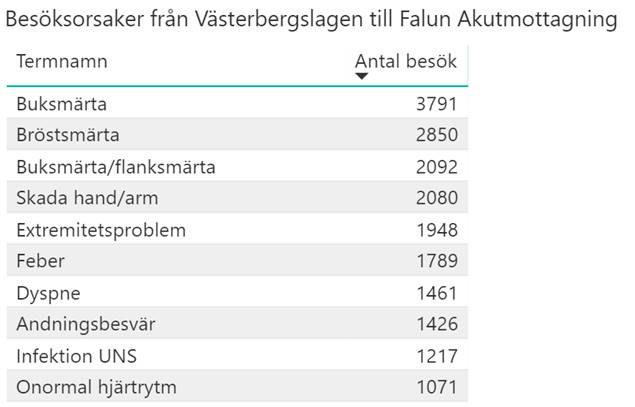 Besöksorsaker från Västerbergslagen till Falun Akutmottagning
Termnamn Antal besök
Buksmärta 3791
Bröstsmärta 2850
Buksmärta/flanksmärta 2092
Skada hand/arm 2080
Extremitetsproblem 1948
Feber 1789
Dyspne 1461
Andningsbesvär 1426
Infektion UNS 1217
Onormal hjärtrytm 1071